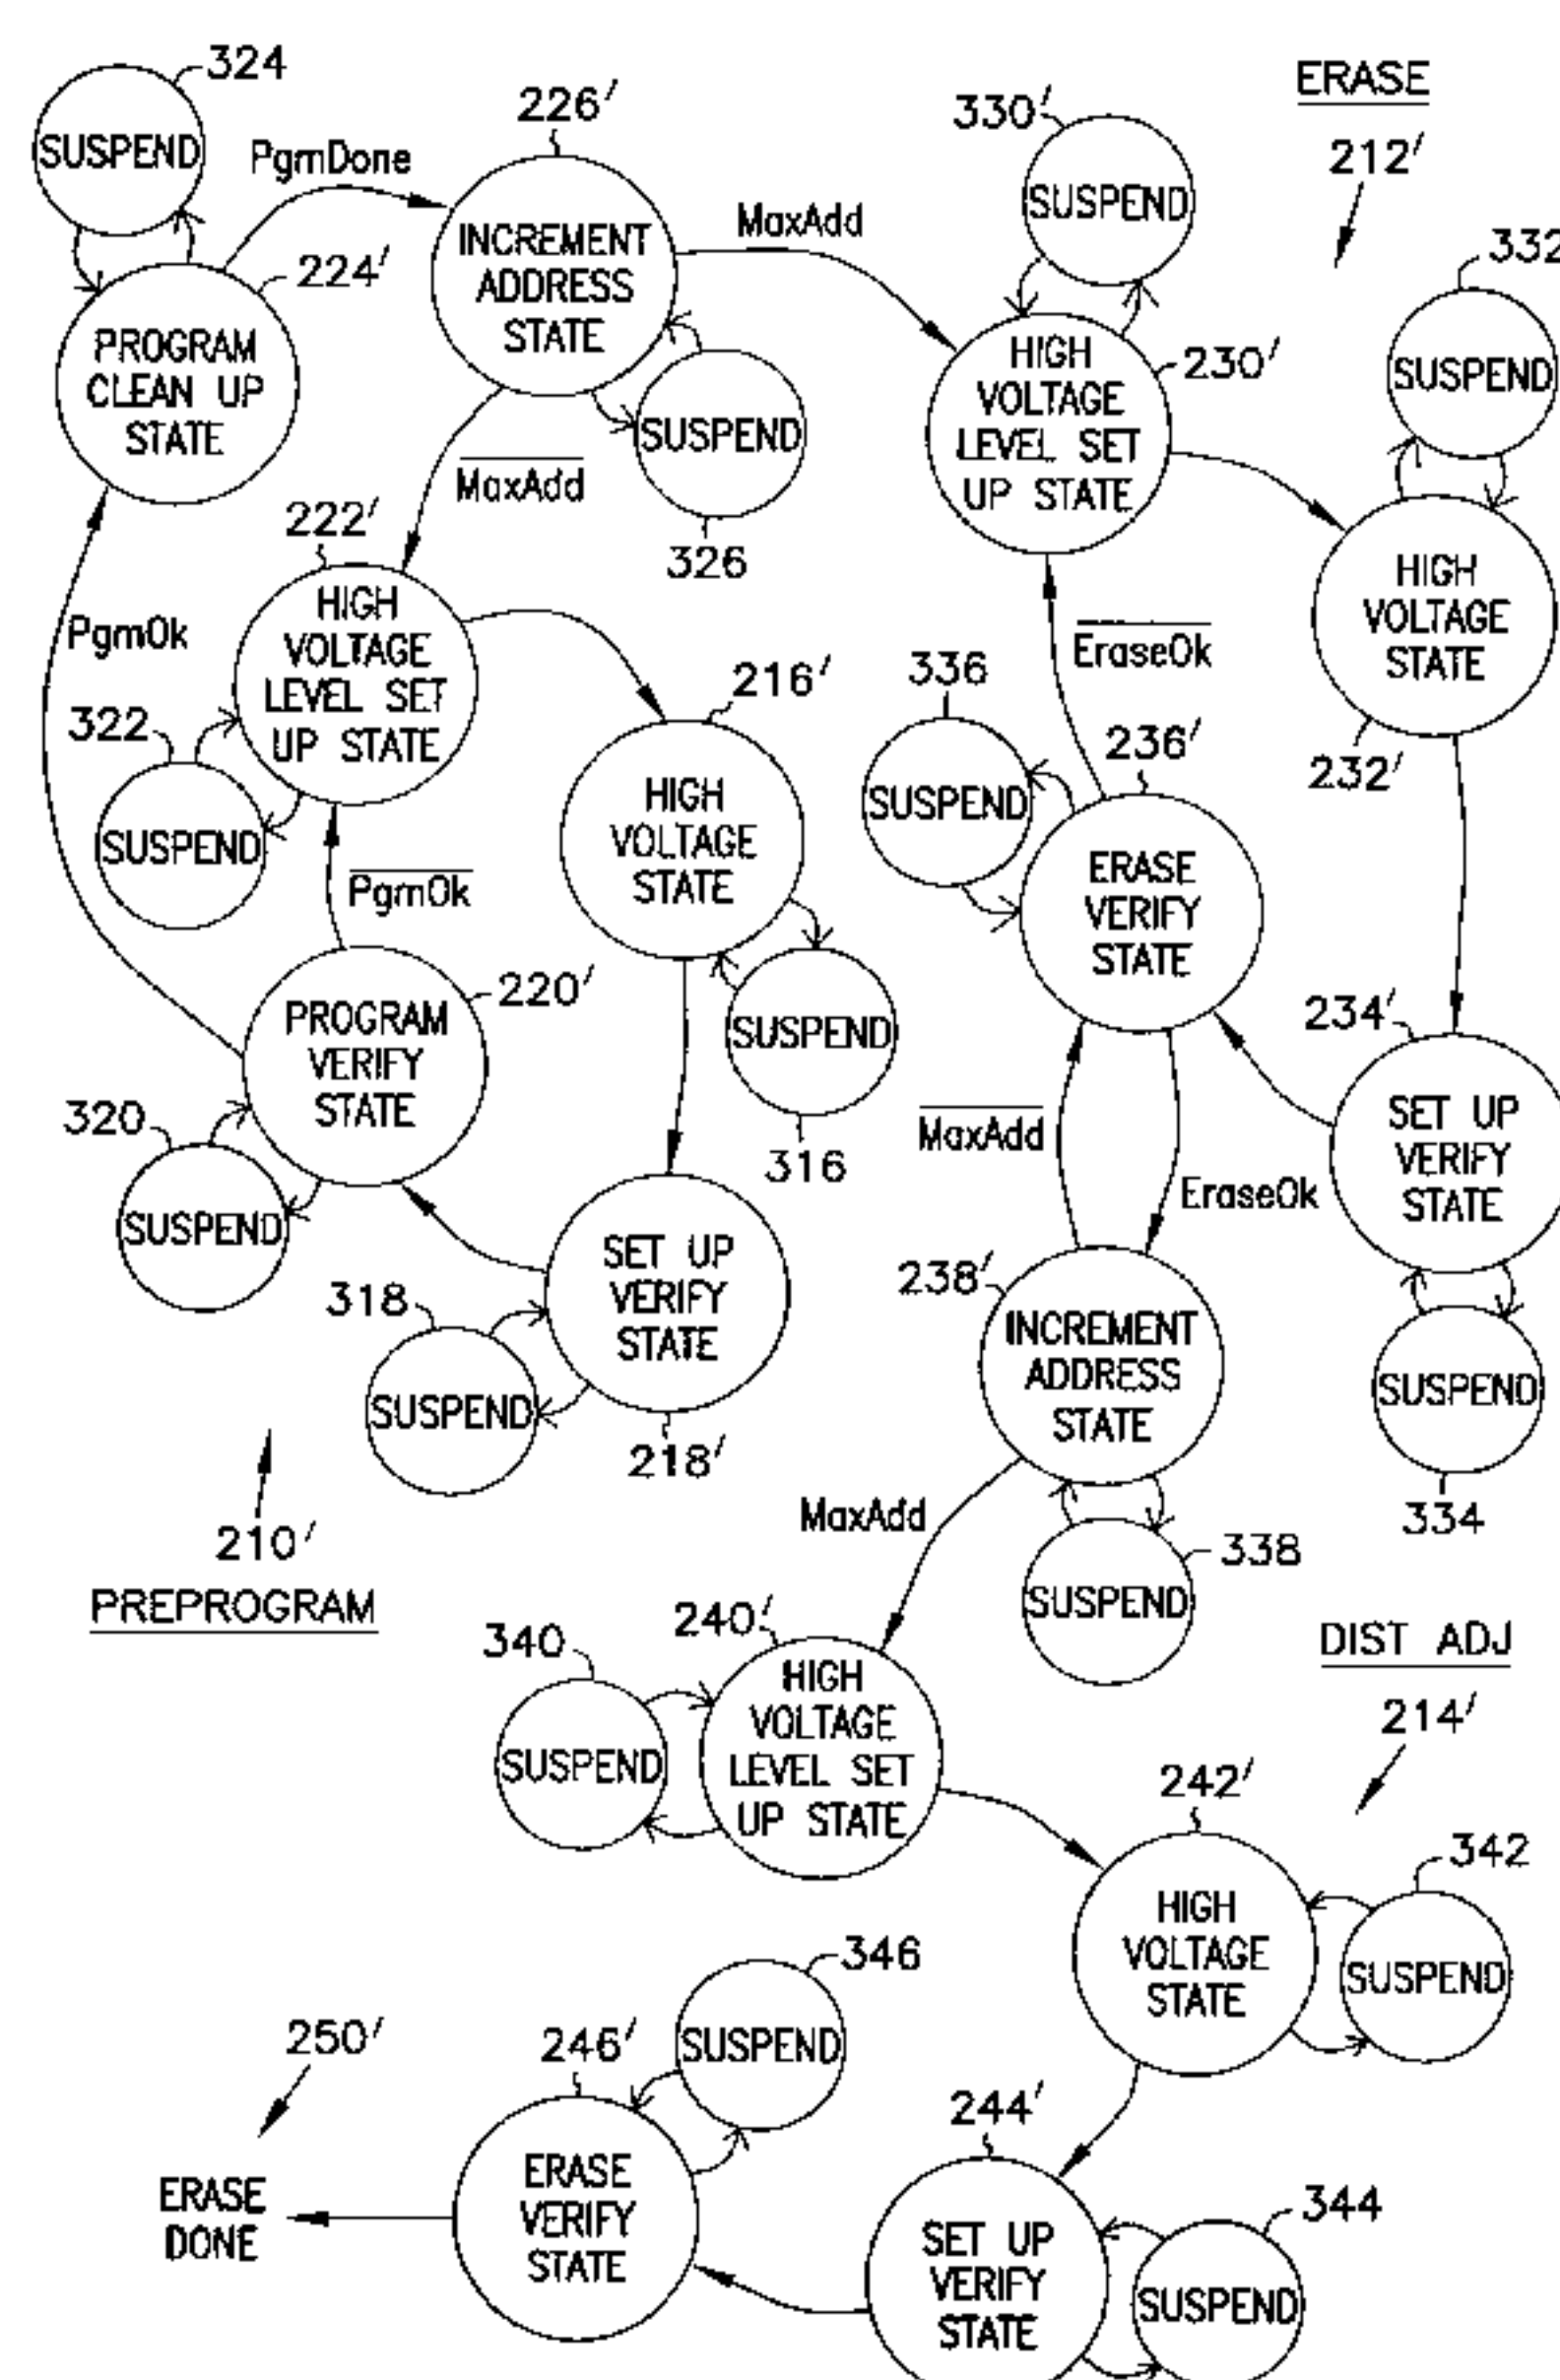 324
SUSPEND
PgmDone
226'
INCREMENT
ADDRESS
STATE
MaxAdd
330'
SUSPEND
ERASE
212'
332
SUSPEND
224'
PROGRAM
CLEAN UP
STATE
SUSPEND
326
MaxAdd
HIGH
VOLTAGE
LEVEL SET
UP STATE
230'
HIGH
VOLTAGE
STATE
232'
PgmOk
222'
HIGH
VOLTAGE
LEVEL SET
UP STATE
322
SUSPEND
PgmOk
216'
HIGH
VOLTAGE
STATE
SUSPEND
316
336
SUSPEND
EraseOk
236'
ERASE
VERIFY
STATE
220'
PROGRAM
VERIFY
STATE
320
SUSPEND
SET UP
VERIFY
STATE
218'
318
SUSPEND
MaxAdd
EraseOk
234'
SET UP
VERIFY
STATE
SUSPEND
334
238'
INCREMENT
ADDRESS
STATE
338
SUSPEND
210'
PREPROGRAM
MaxAdd
340
SUSPEND
240'
HIGH
VOLTAGE
LEVEL SET
UP STATE
DIST ADJ
214'
242'
HIGH
VOLTAGE
STATE
342
SUSPEND
346
SUSPEND
250'
ERASE
DONE
246'
ERASE
VERIFY
STATE
244'
SET UP
VERIFY
STATE
344
SUSPEND